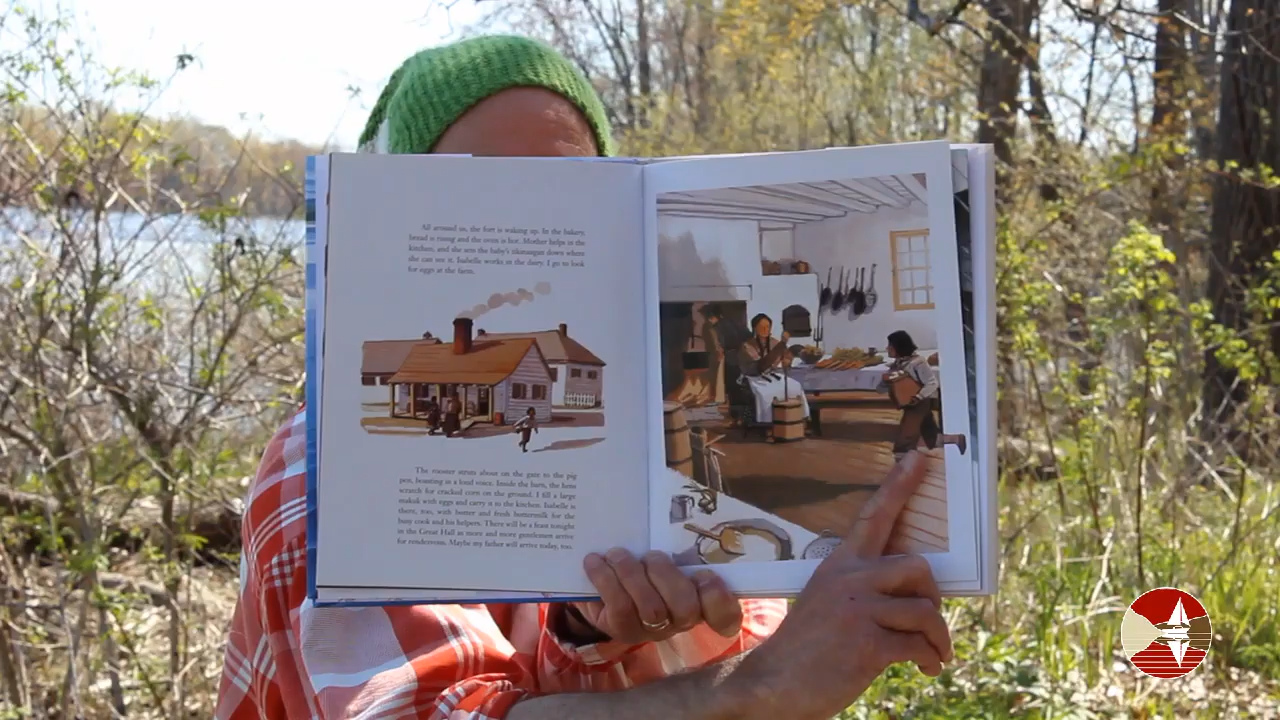 All around us, the fort is waking up. In the bakery,
bread is rising and the oven is hot. Mother helps in the
kitchen, and she sets the baby's tikinaagan down where
she can see it. Isabelle works in the dairy. I go to look
for eggs at the farm.
The rooster struts about on the gate to the pig
pen, boasting in a loud voice. Inside the barn, the hens
scratch for cracked corn on the ground. I fill a large
makuk with eggs and carry it to the kitchen. Isabelle is
there, too, with butter and fresh buttermilk for the
busy cook and his helpers. There will be a feast tonight
in the Great Hall as more and more gentlemen arrive
for rendezvous. Maybe my father will arrive today, too.